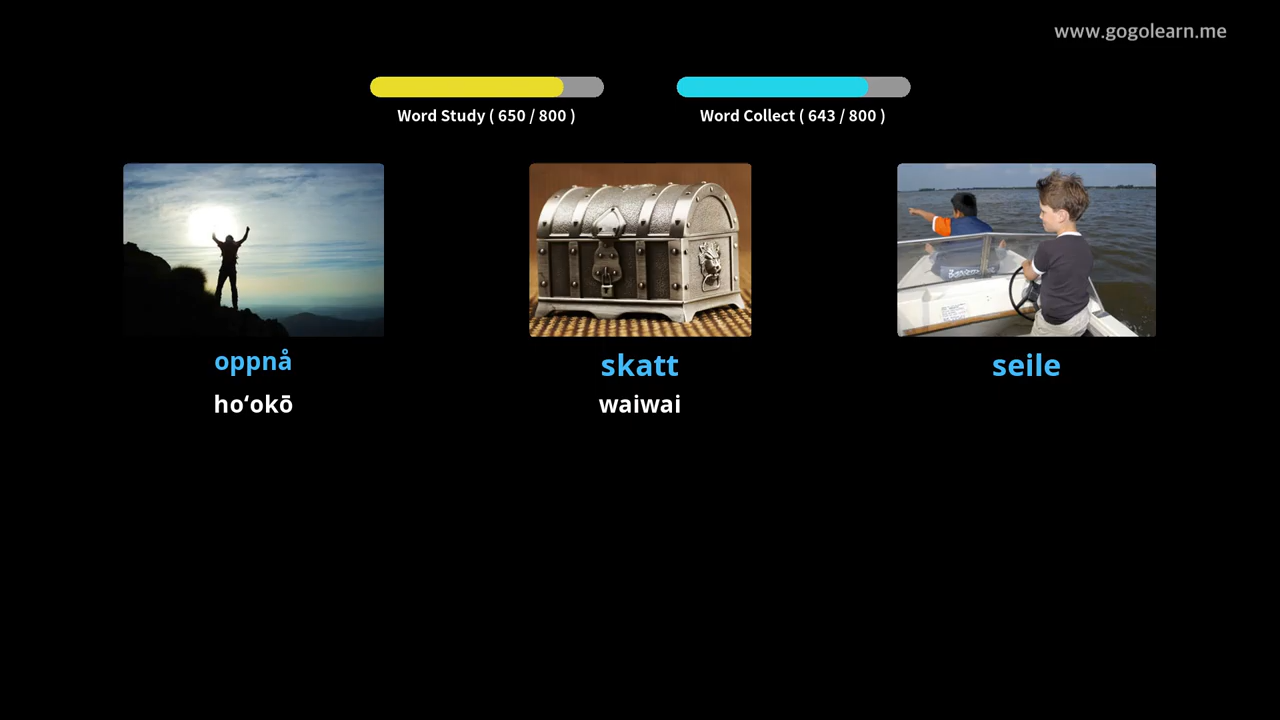 www.gogolearn.me
Word Study ( 650 / 800 )
Word Collect ( 643 / 800 )
oppnå
skatt
seile
hoʻokō
waiwai